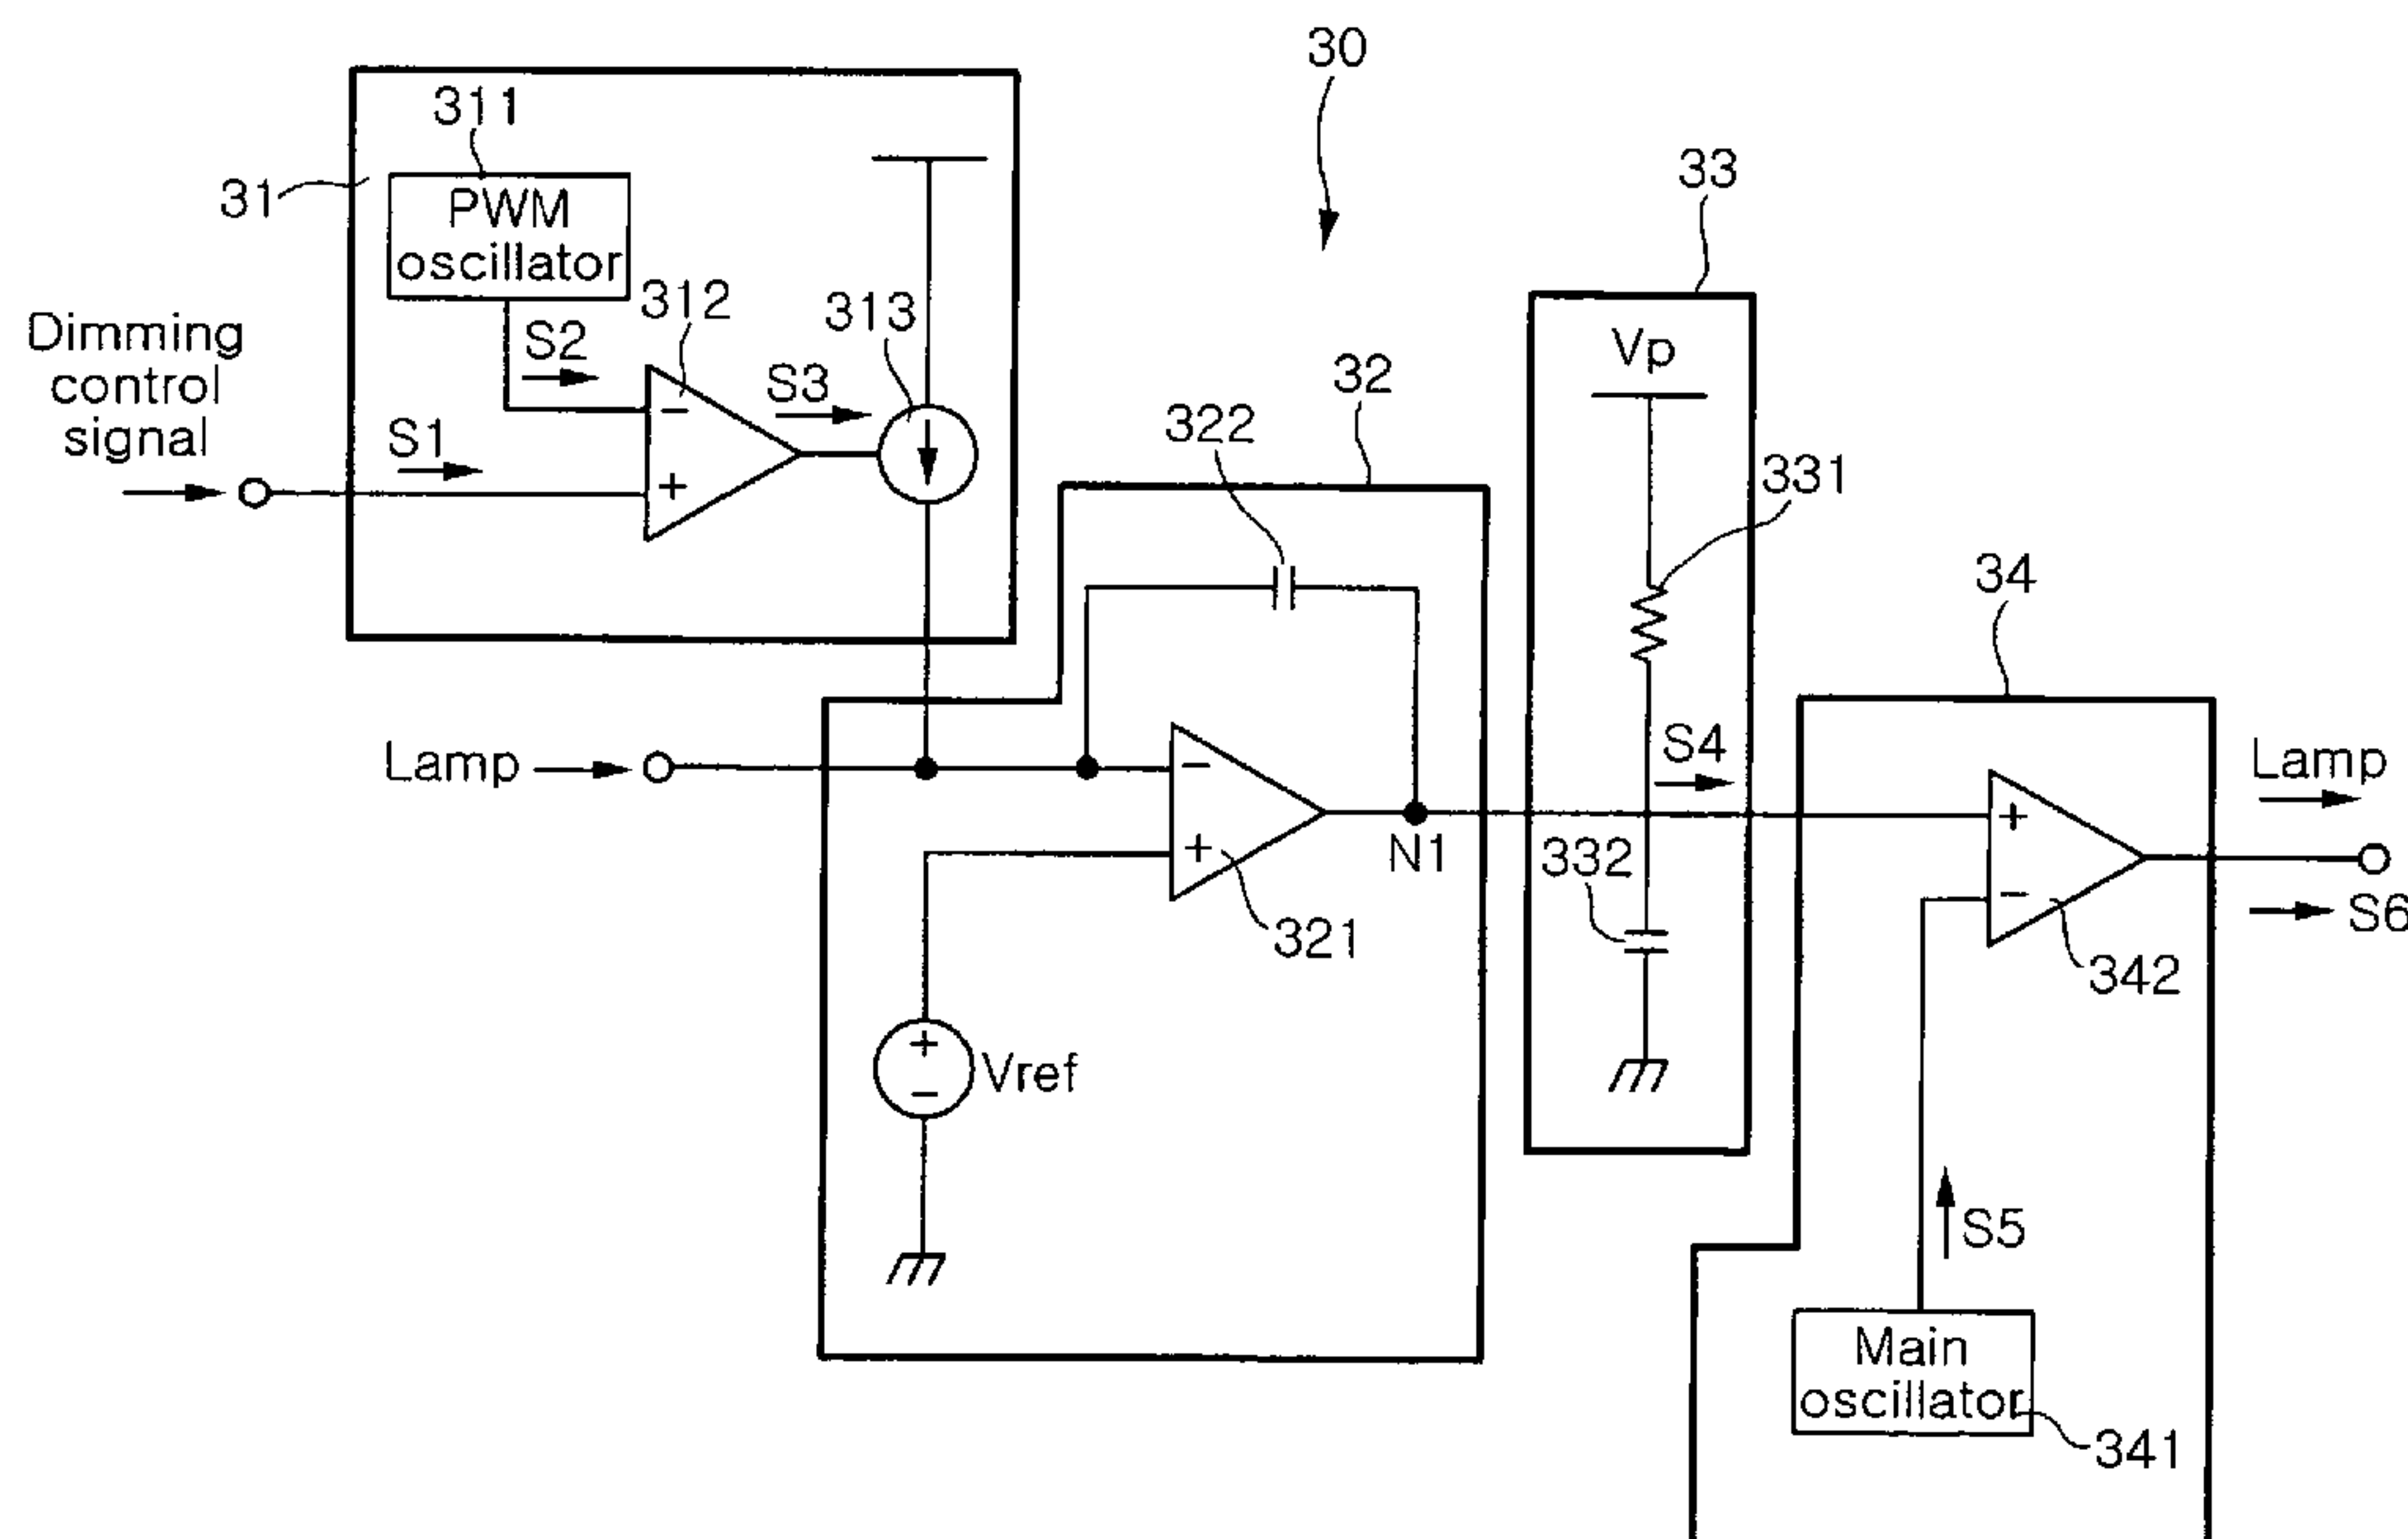 30
311
31
PWM
oscillator
33
312
313
Dimming
control
signal
S2
Vp
S3
32
322
S1
331
34
S4
Lamp
Lamp
+
-
332
N1
S6
321
342
Vref
S5
Main
oscillator
341